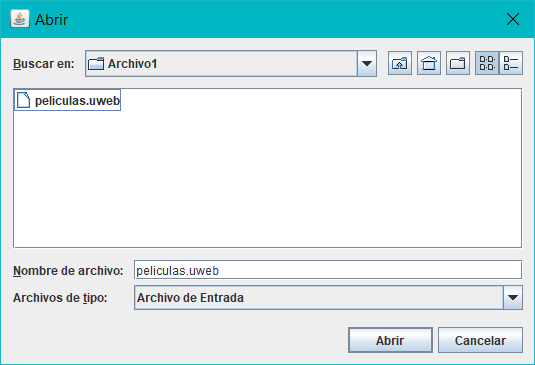 Abrir
Buscar en: Archivo1
peliculas.uweb
Nombre de archivo: peliculas.uweb
Archivos de tipo: Archivo de Entrada
Abrir Cancelar